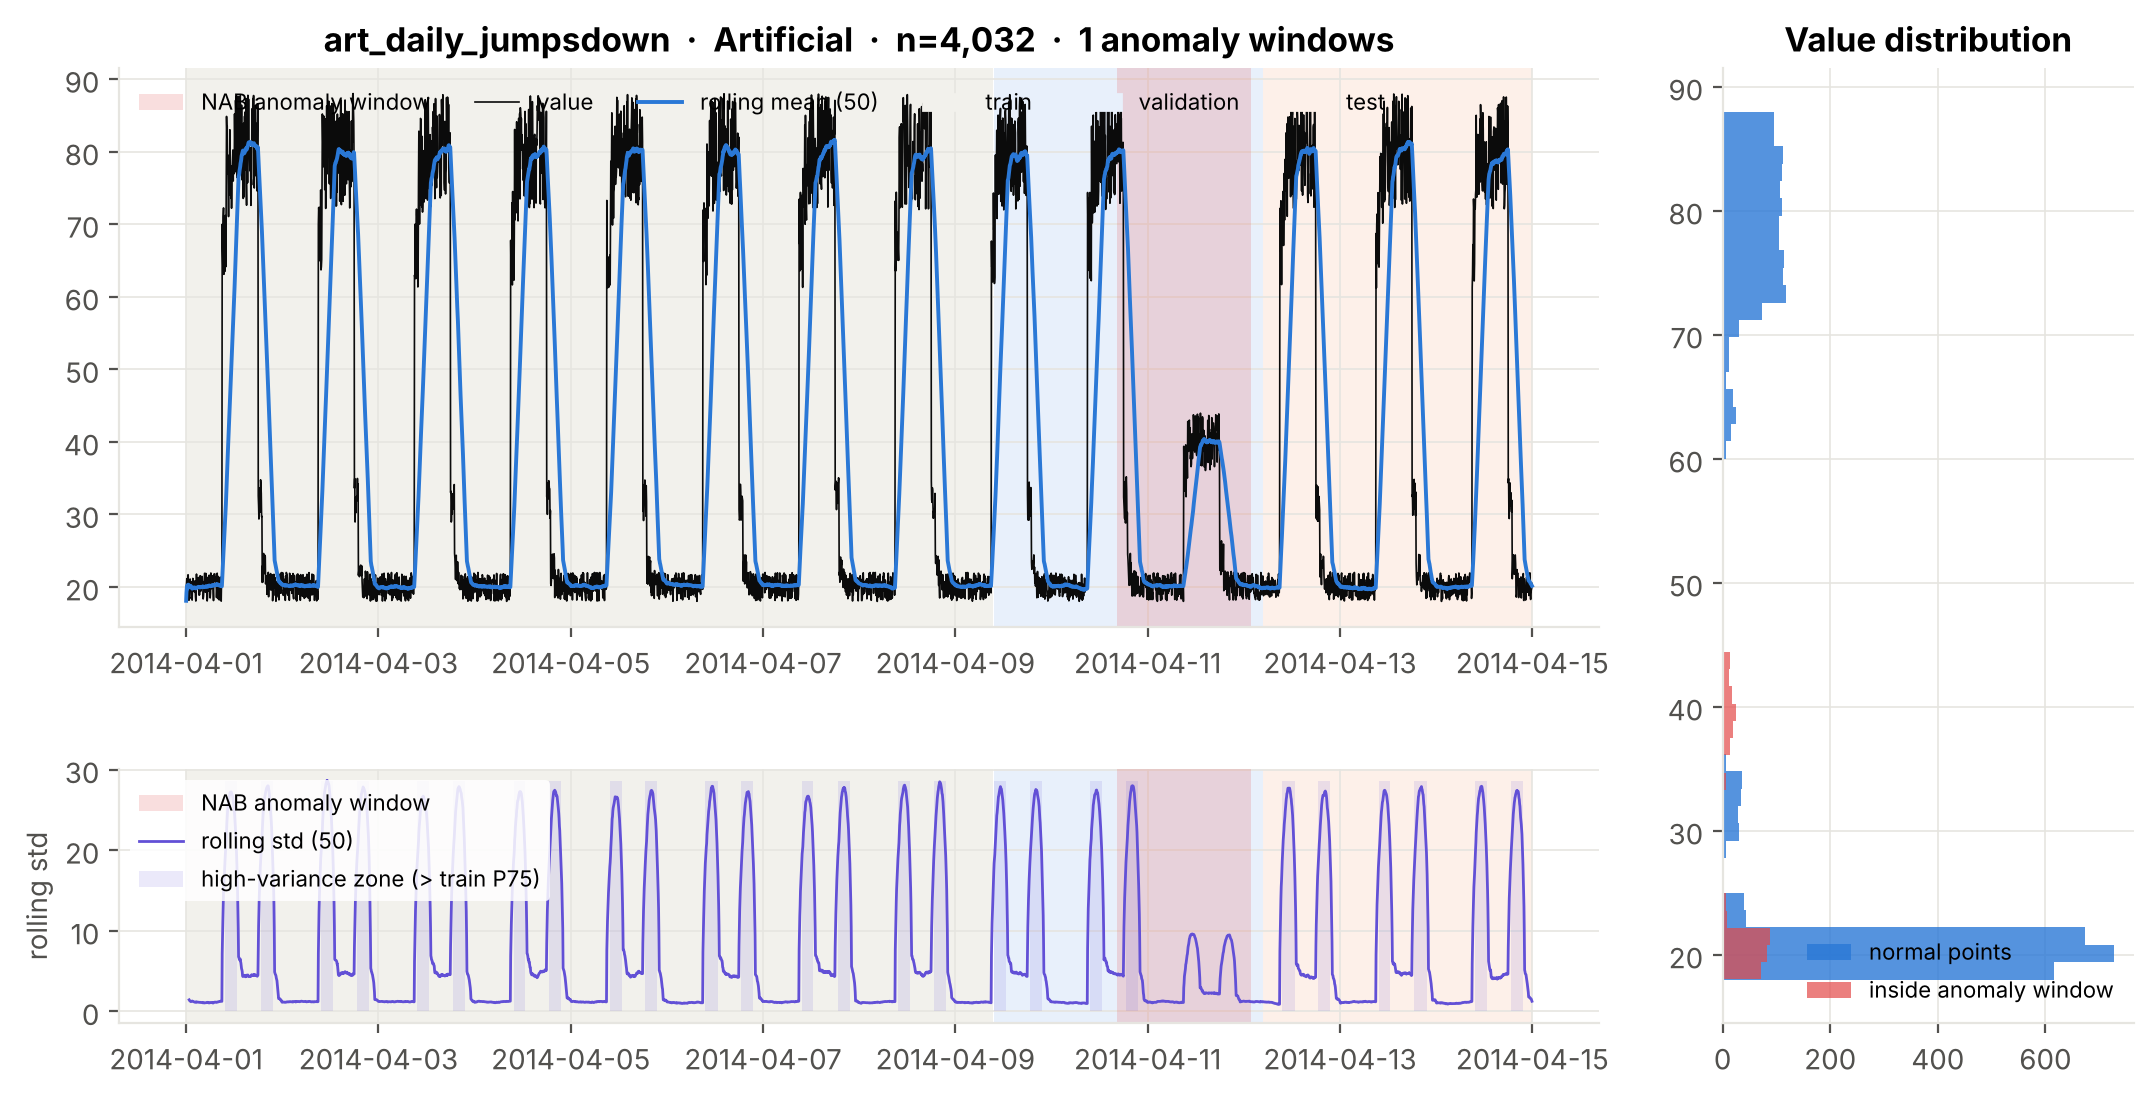 art_daily_jumpsdown · Artificial · n=4,032 · 1 anomaly windows
NAB anomaly window value rolling mean (50) train validation test
90
80
70
60
50
40
30
20
2014-04-01 2014-04-03 2014-04-05 2014-04-07 2014-04-09 2014-04-11 2014-04-13 2014-04-15
rolling std
30
20
10
0
NAB anomaly window
rolling std (50)
high-variance zone (> train P75)
2014-04-01 2014-04-03 2014-04-05 2014-04-07 2014-04-09 2014-04-11 2014-04-13 2014-04-15
Value distribution
90
80
70
60
50
40
30
20
normal points
inside anomaly window
0 200 400 600